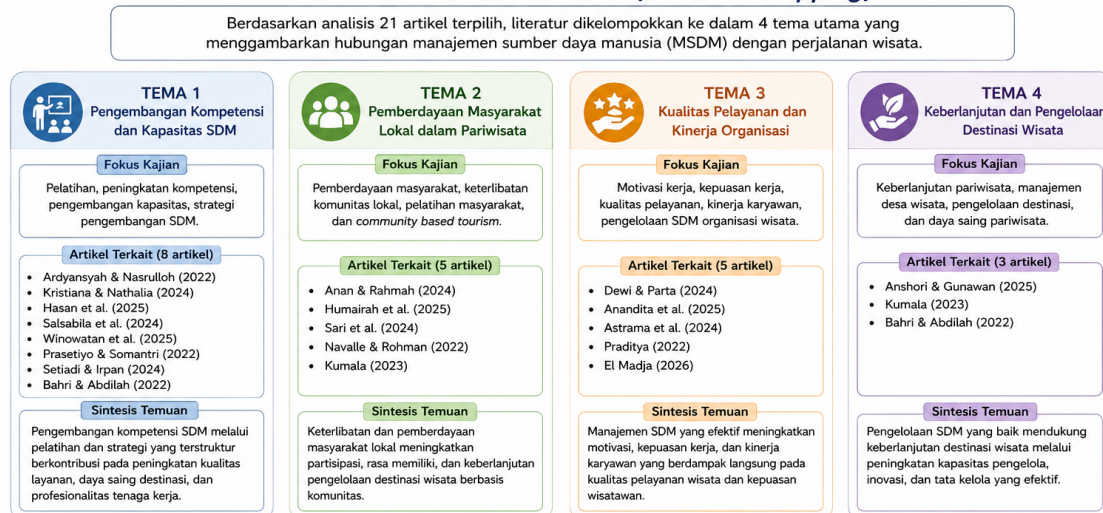 Berdasarkan analisis 21 artikel terpilih, literatur dikelompokkan ke dalam 4 tema utama yang
menggambarkan hubungan manajemen sumber daya manusia (MSDM) dengan perjalanan wisata.
TEMA 1
Pengembangan Kompetensi
dan Kapasitas SDM
Fokus Kajian
Pelatihan, peningkatan kompetensi,
pengembangan kapasitas, strategi
pengembangan SDM.
Artikel Terkait (8 artikel)
• Ardyansyah & Nasrulloh (2022)
• Kristiana & Nathalia (2024)
• Hasan et al. (2025)
• Salsabila et al. (2024)
• Winowatan et al. (2025)
• Prasetiyo & Somantri (2022)
• Setiadi & Irpan (2024)
• Bahri & Abdilah (2022)
Sintesis Temuan
Pengembangan kompetensi SDM melalui
pelatihan dan strategi yang terstruktur
berkontribusi pada peningkatan kualitas
layanan, daya saing destinasi, dan
profesionalitas tenaga kerja.
TEMA 2
Pemberdayaan Masyarakat
Lokal dalam Pariwisata
Fokus Kajian
Pemberdayaan masyarakat, keterlibatan
komunitas lokal, pelatihan masyarakat,
dan community based tourism.
Artikel Terkait (5 artikel)
• Anan & Rahmah (2024)
• Humairah et al. (2025)
• Sari et al. (2024)
• Navalle & Rohman (2022)
• Kumala (2023)
Sintesis Temuan
Keterlibatan dan pemberdayaan
masyarakat lokal meningkatkan
partisipasi, rasa memiliki, dan keberlanjutan
pengelolaan destinasi wisata berbasis
komunitas.
TEMA 3
Kualitas Pelayanan dan
Kinerja Organisasi
Fokus Kajian
Motivasi kerja, kepuasan kerja,
kualitas pelayanan, kinerja karyawan,
pengelolaan SDM organisasi wisata.
Artikel Terkait (5 artikel)
• Dewi & Parta (2024)
• Anandita et al. (2025)
• Astrama et al. (2024)
• Praditya (2022)
• El Madja (2026)
Sintesis Temuan
Manajemen SDM yang efektif meningkatkan
motivasi, kepuasan kerja, dan kinerja
karyawan yang berdampak langsung pada
kualitas pelayanan wisata dan kepuasan
wisatawan.
TEMA 4
Keberlanjutan dan Pengelolaan
Destinasi Wisata
Fokus Kajian
Keberlanjutan pariwisata, manajemen
desa wisata, pengelolaan destinasi,
dan daya saing pariwisata.
Artikel Terkait (3 artikel)
• Anshori & Gunawan (2025)
• Kumala (2023)
• Bahri & Abdilah (2022)
Sintesis Temuan
Pengelolaan SDM yang baik mendukung
keberlanjutan destinasi wisata melalui
peningkatan kapasitas pengelola,
inovasi, dan tata kelola yang efektif.